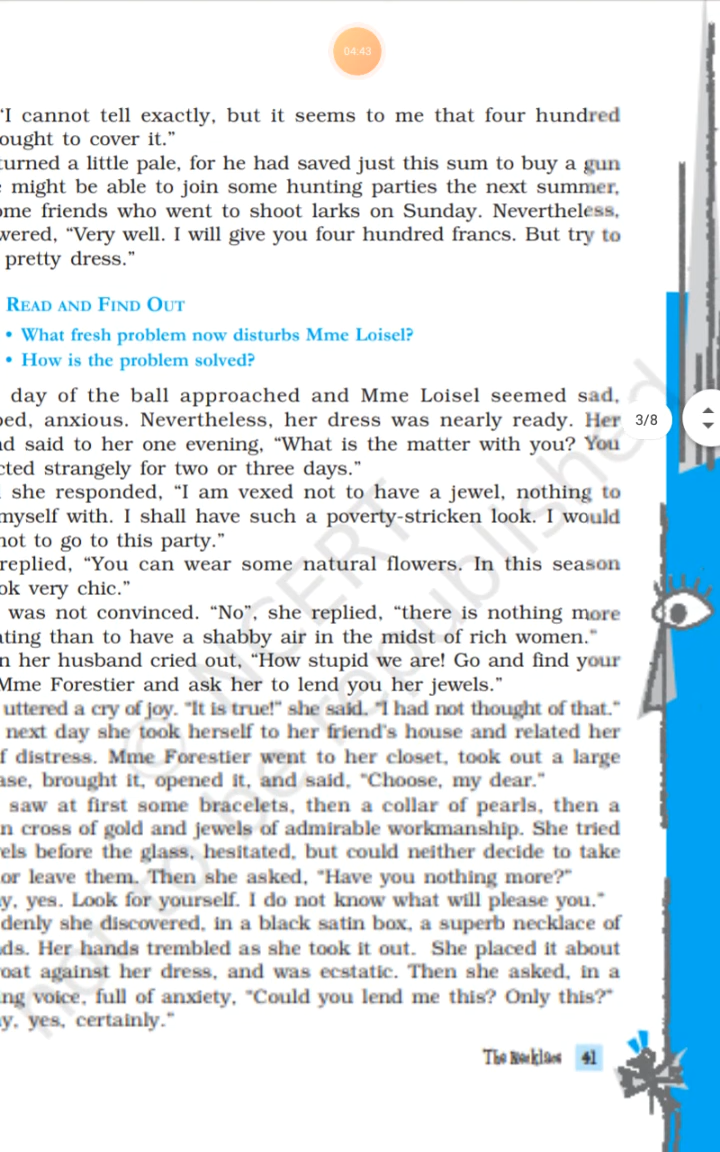 04:43
"I cannot tell exactly, but it seems to me that four hundred
ought to cover it."
turned a little pale, for he had saved just this sum to buy a gun
might be able to join some hunting parties the next summer,
ome friends who went to shoot larks on Sunday. Nevertheless,
wered, "Very well. I will give you four hundred francs. But try to
pretty dress."
READ AND FIND OUT
• What fresh problem now disturbs Mme Loisel?
• How is the problem solved?
day of the ball approached and Mme Loisel seemed sad,
bed, anxious. Nevertheless, her dress was nearly ready. Her
3/8
nd said to her one evening, "What is the matter with you? You
cted strangely for two or three days."
she responded, "I am vexed not to have a jewel, nothing to
myself with. I shall have such a poverty-stricken look. I would
not to go to this party."
replied, "You can wear some natural flowers. In this season
ok very chic."
was not convinced. "No", she replied, "there is nothing more
ating than to have a shabby air in the midst of rich women."
n her husband cried out, "How stupid we are! Go and find your
Mme Forestier and ask her to lend you her jewels."
uttered a cry of joy. "It is true!" she said. "I had not thought of that."
next day she took herself to her friend's house and related her
f distress. Mme Forestier went to her closet, took out a large
ase, brought it, opened it, and said, "Choose, my dear."
saw at first some bracelets, then a collar of pearls, then a
n cross of gold and jewels of admirable workmanship. She tried
els before the glass, hesitated, but could neither decide to take
or leave them. Then she asked, "Have you nothing more?"
y, yes. Look for yourself. I do not know what will please you."
denly she discovered, in a black satin box, a superb necklace of
ds. Her hands trembled as she took it out. She placed it about
oat against her dress, and was ecstatic. Then she asked, in a
ng voice, full of anxiety, "Could you lend me this? Only this?"
y, yes, certainly."
The Necklace 41
© NCERT
not to be republished